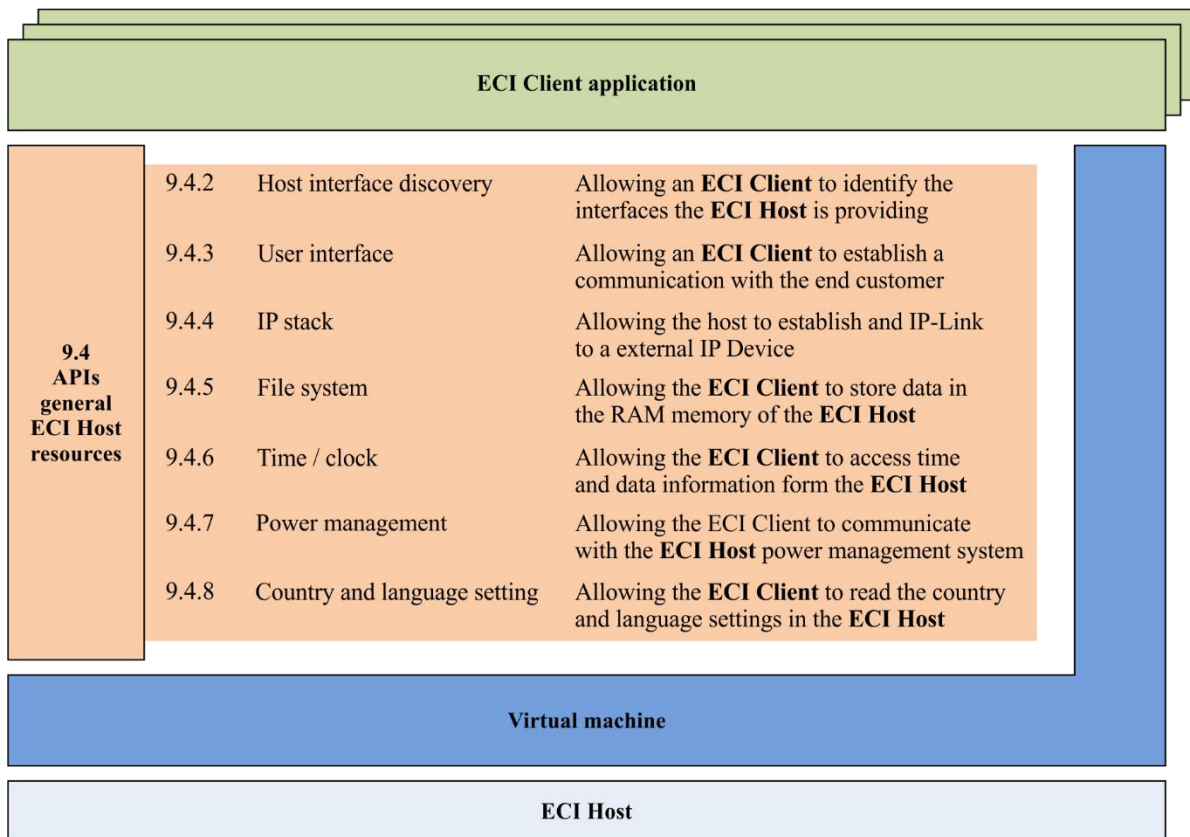 ECI Client application
9.4
APIs
general
ECI Host
resources
9.4.2 Host interface discovery Allowing an ECI Client to identify the
interfaces the ECI Host is providing
9.4.3 User interface Allowing an ECI Client to establish a
communication with the end customer
9.4.4 IP stack Allowing the host to establish and IP-Link
to a external IP Device
9.4.5 File system Allowing the ECI Client to store data in
the RAM memory of the ECI Host
9.4.6 Time / clock Allowing the ECI Client to access time
and data information form the ECI Host
9.4.7 Power management Allowing the ECI Client to communicate
with the ECI Host power management system
9.4.8 Country and language setting Allowing the ECI Client to read the country
and language settings in the ECI Host
Virtual machine
ECI Host